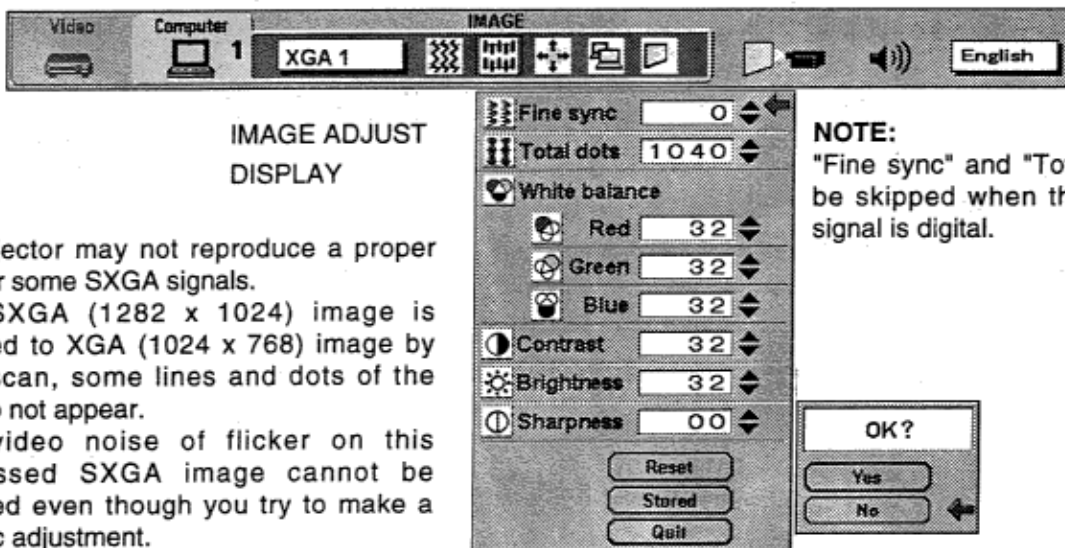 Video Computer IMAGE
1 XGA 1 English
IMAGE ADJUST
DISPLAY
Fine sync 0
Total dots 1040
White balance
Red 32
Green 32
Blue 32
Contrast 32
Brightness 32
Sharpness 00
Reset
Stored
Quit
NOTE:
"Fine sync" and "To
be skipped when th
signal is digital.
ector may not reproduce a proper
r some SXGA signals.
SXGA (1282 x 1024) image is
ed to XGA (1024 x 768) image by
can, some lines and dots of the
o not appear.
video noise of flicker on this
ssed SXGA image cannot be
ed even though you try to make a
c adjustment.
OK?
Yes
No